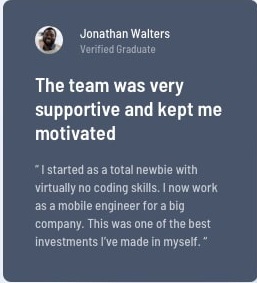 Jonathan Walters
Verified Graduate
The team was very
supportive and kept me
motivated
“ I started as a total newbie with
virtually no coding skills. I now work
as a mobile engineer for a big
company. This was one of the best
investments I’ve made in myself. ”